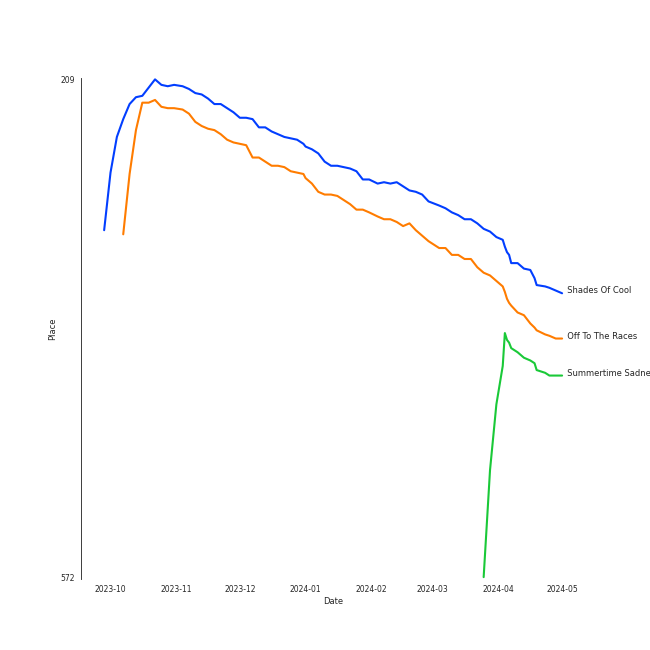 209
Shades Of Cool
Place
Off To The Races
Summertime Sadne
572
2023-10 2023-11 2023-12 2024-01 2024-02 2024-03 2024-04 2024-05
Date